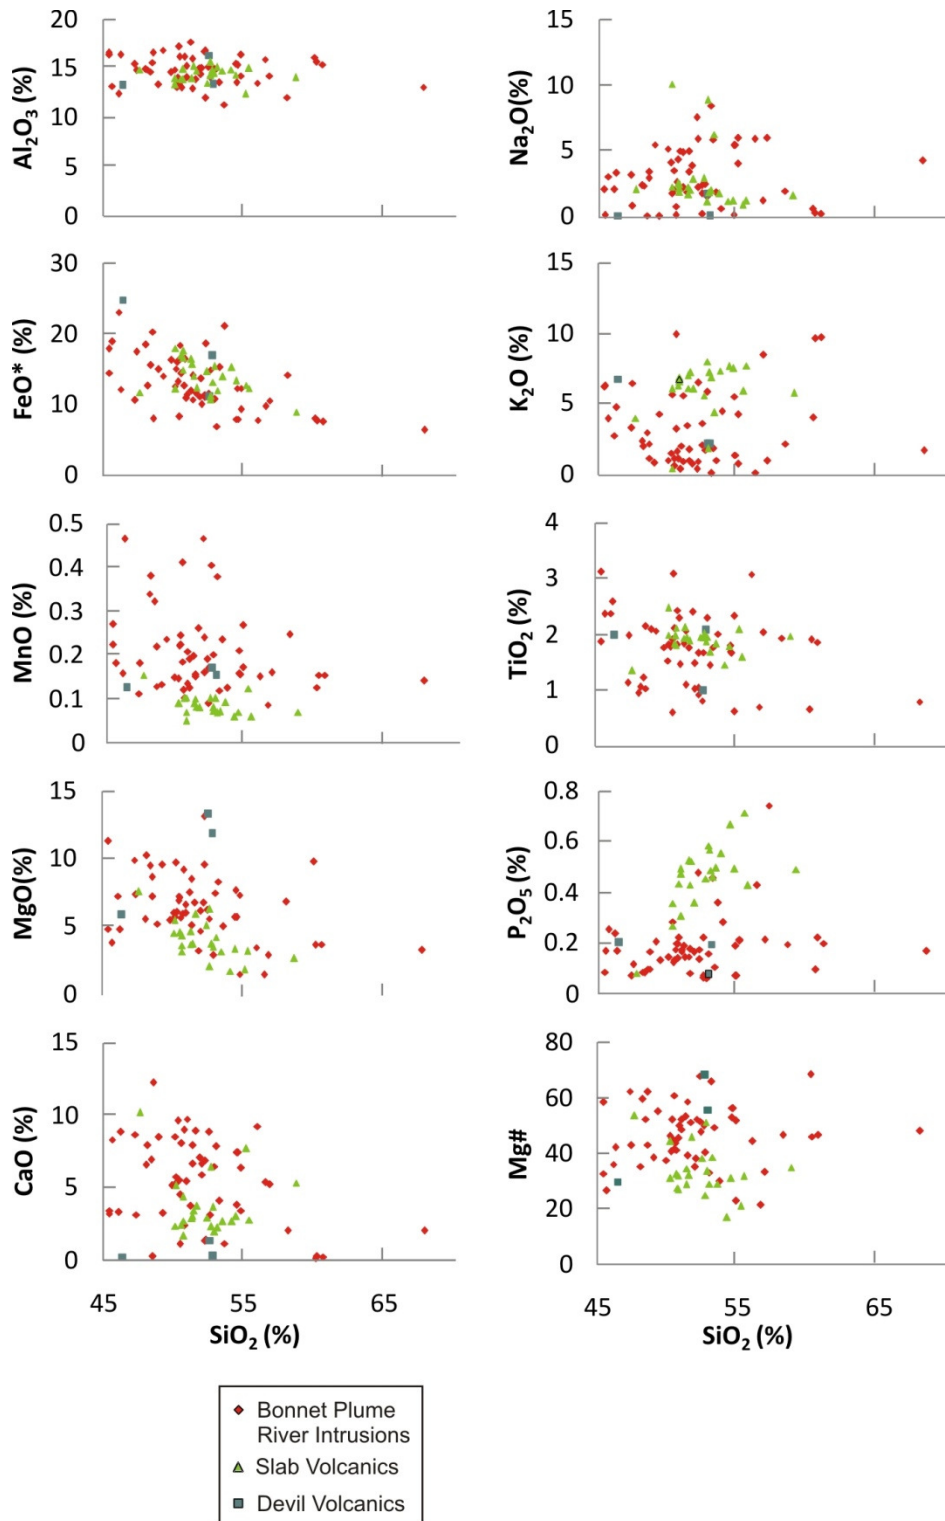 20
15
10
5
0
Al₂O₃ (%)
15
10
5
0
Na₂O(%)
30
20
10
0
FeO* (%)
15
10
5
0
K₂O (%)
0.5
0.4
0.3
0.2
0.1
0
MnO (%)
4
3
2
1
0
TiO₂ (%)
15
10
5
0
MgO(%)
0.8
0.6
0.4
0.2
0
P₂O₅ (%)
15
10
5
0
CaO (%)
45 55 65
SiO₂ (%)
80
60
40
20
0
Mg#
45 55 65
SiO₂ (%)
Bonnet Plume
River Intrusions
Slab Volcanics
Devil Volcanics